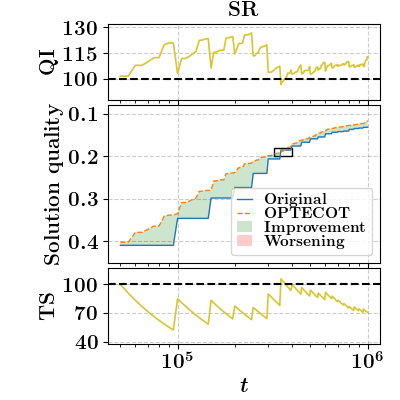 SR
130
115
100
QI
0.1
0.2
0.3
0.4
Solution quality
Original
OPTECOT
Improvement
Worsening
100
70
40
TS
10^5
10^6
t